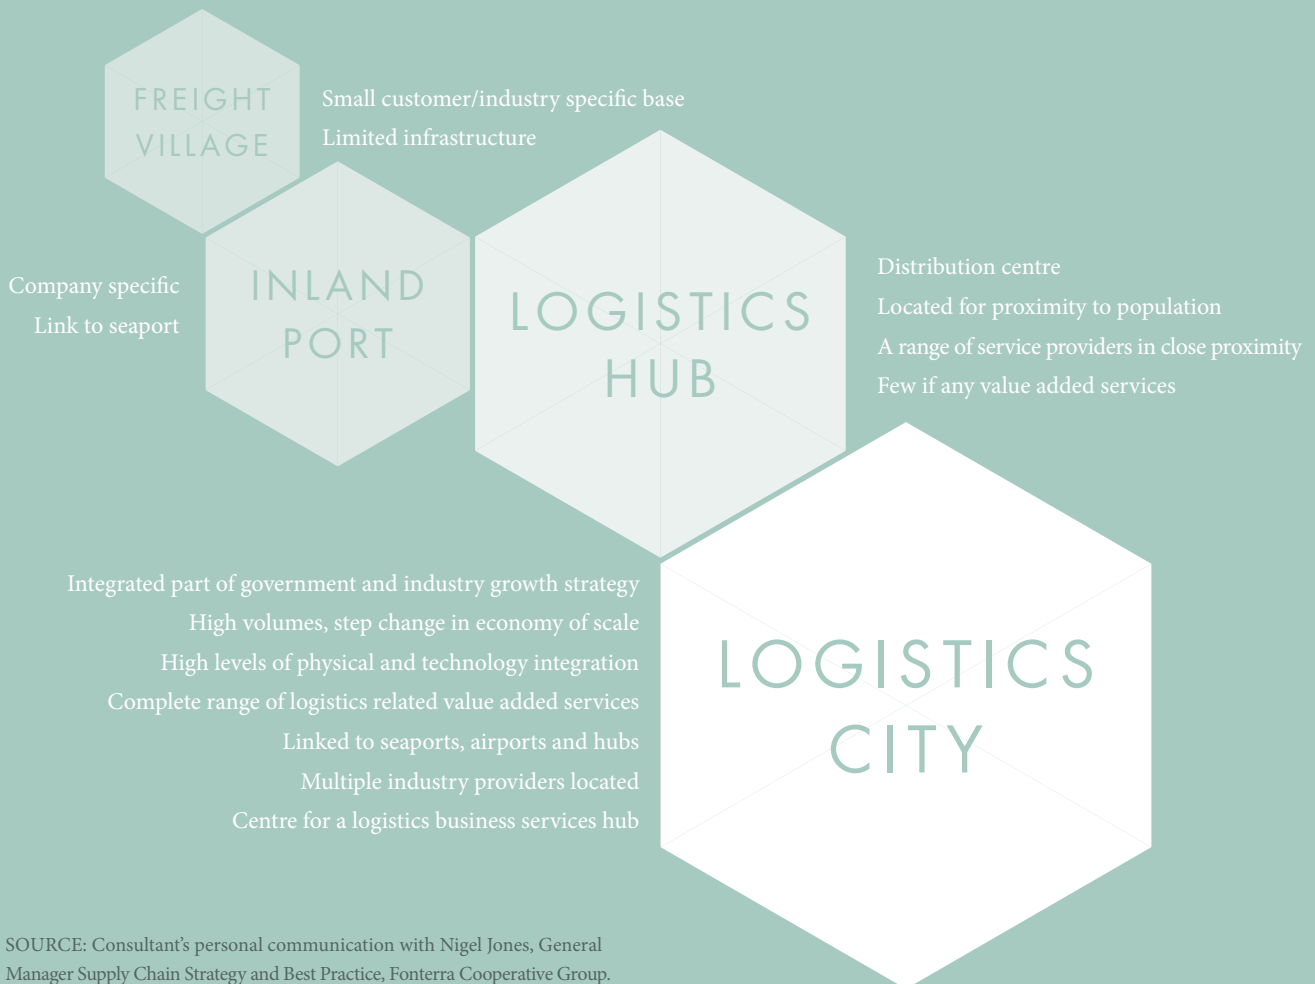 FREIGHT
VILLAGE
Small customer/industry specific base
Limited infrastructure
INLAND
PORT
Company specific
Link to seaport
LOGISTICS
HUB
Distribution centre
Located for proximity to population
A range of service providers in close proximity
Few if any value added services
Integrated part of government and industry growth strategy
High volumes, step change in economy of scale
High levels of physical and technology integration
Complete range of logistics related value added services
Linked to seaports, airports and hubs
Multiple industry providers located
Centre for a logistics business services hub
LOGISTICS
CITY
SOURCE: Consultant’s personal communication with Nigel Jones, General
Manager Supply Chain Strategy and Best Practice, Fonterra Cooperative Group.